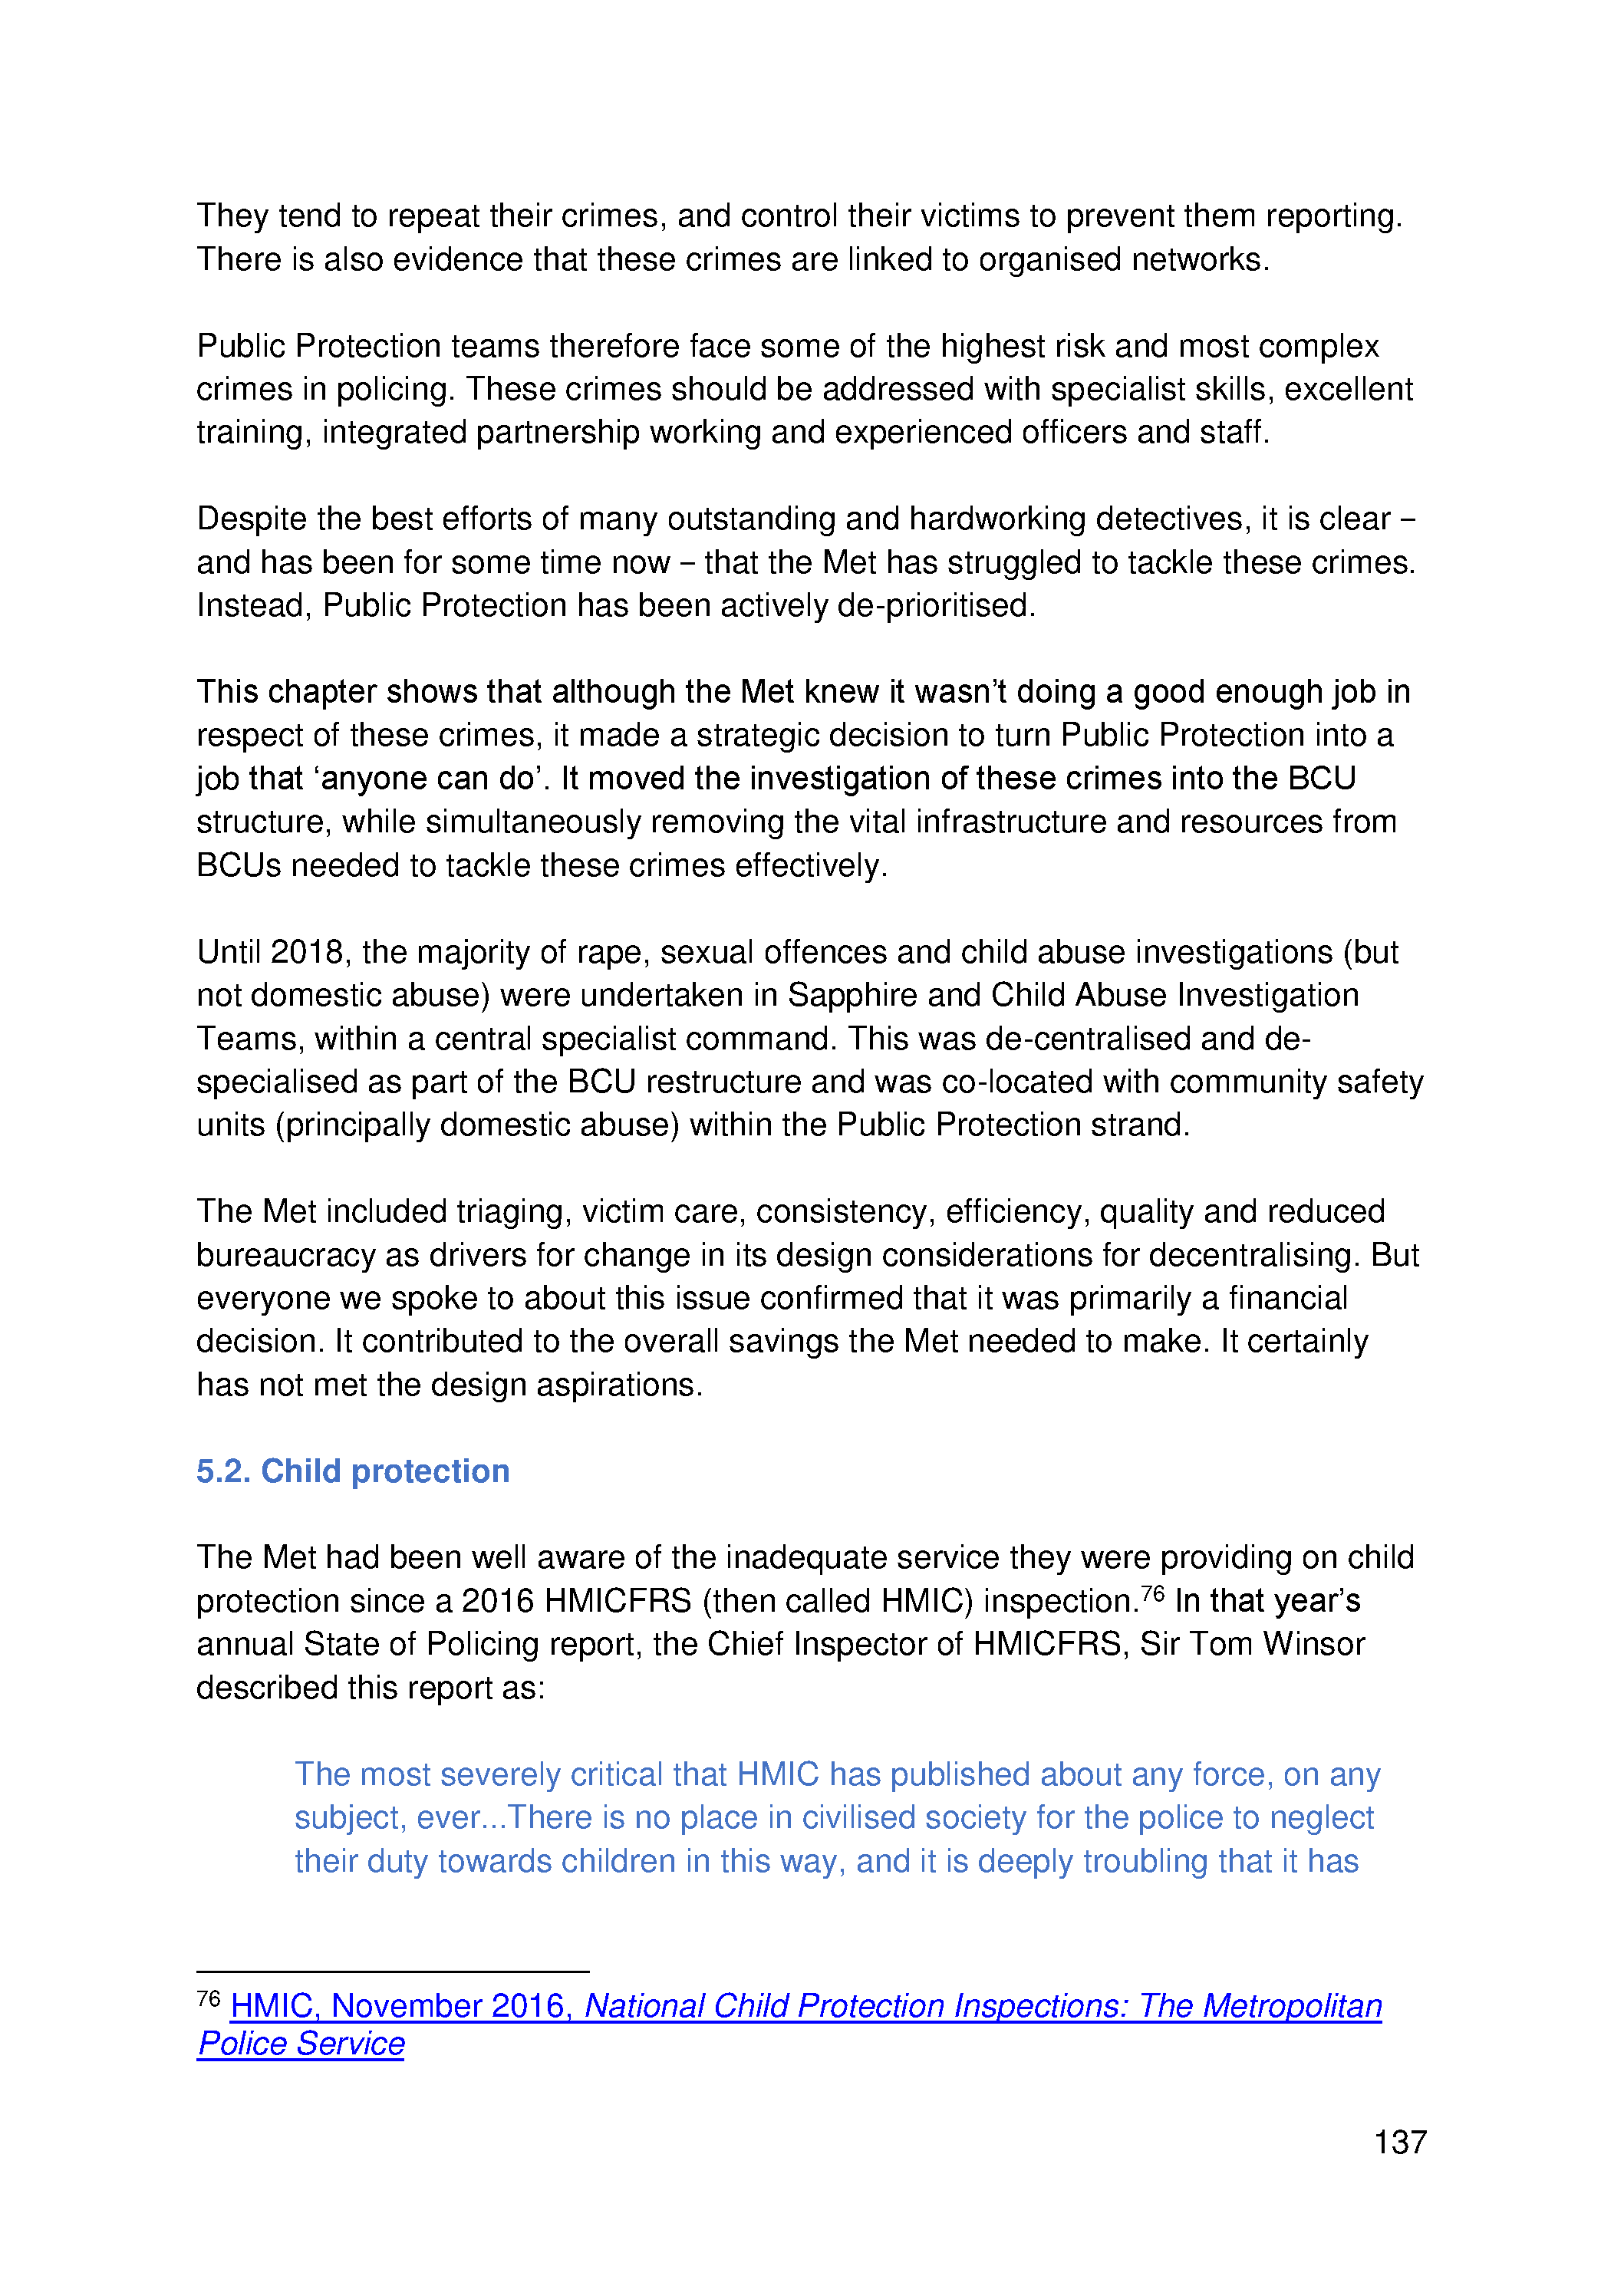 They tend to repeat their crimes, and control their victims to prevent them reporting.
There is also evidence that these crimes are linked to organised networks.
Public Protection teams therefore face some of the highest risk and most complex
crimes in policing. These crimes should be addressed with specialist skills, excellent
training, integrated partnership working and experienced officers and staff.
Despite the best efforts of many outstanding and hardworking detectives, it is clear –
and has been for some time now – that the Met has struggled to tackle these crimes.
Instead, Public Protection has been actively de-prioritised.
This chapter shows that although the Met knew it wasn’t doing a good enough job in
respect of these crimes, it made a strategic decision to turn Public Protection into a
job that ‘anyone can do’. It moved the investigation of these crimes into the BCU
structure, while simultaneously removing the vital infrastructure and resources from
BCUs needed to tackle these crimes effectively.
Until 2018, the majority of rape, sexual offences and child abuse investigations (but
not domestic abuse) were undertaken in Sapphire and Child Abuse Investigation
Teams, within a central specialist command. This was de-centralised and de-
specialised as part of the BCU restructure and was co-located with community safety
units (principally domestic abuse) within the Public Protection strand.
The Met included triaging, victim care, consistency, efficiency, quality and reduced
bureaucracy as drivers for change in its design considerations for decentralising. But
everyone we spoke to about this issue confirmed that it was primarily a financial
decision. It contributed to the overall savings the Met needed to make. It certainly
has not met the design aspirations.
5.2. Child protection
The Met had been well aware of the inadequate service they were providing on child
protection since a 2016 HMICFRS (then called HMIC) inspection.76 In that year’s
annual State of Policing report, the Chief Inspector of HMICFRS, Sir Tom Winsor
described this report as:
The most severely critical that HMIC has published about any force, on any
subject, ever...There is no place in civilised society for the police to neglect
their duty towards children in this way, and it is deeply troubling that it has
76 HMIC, November 2016, National Child Protection Inspections: The Metropolitan
Police Service
137